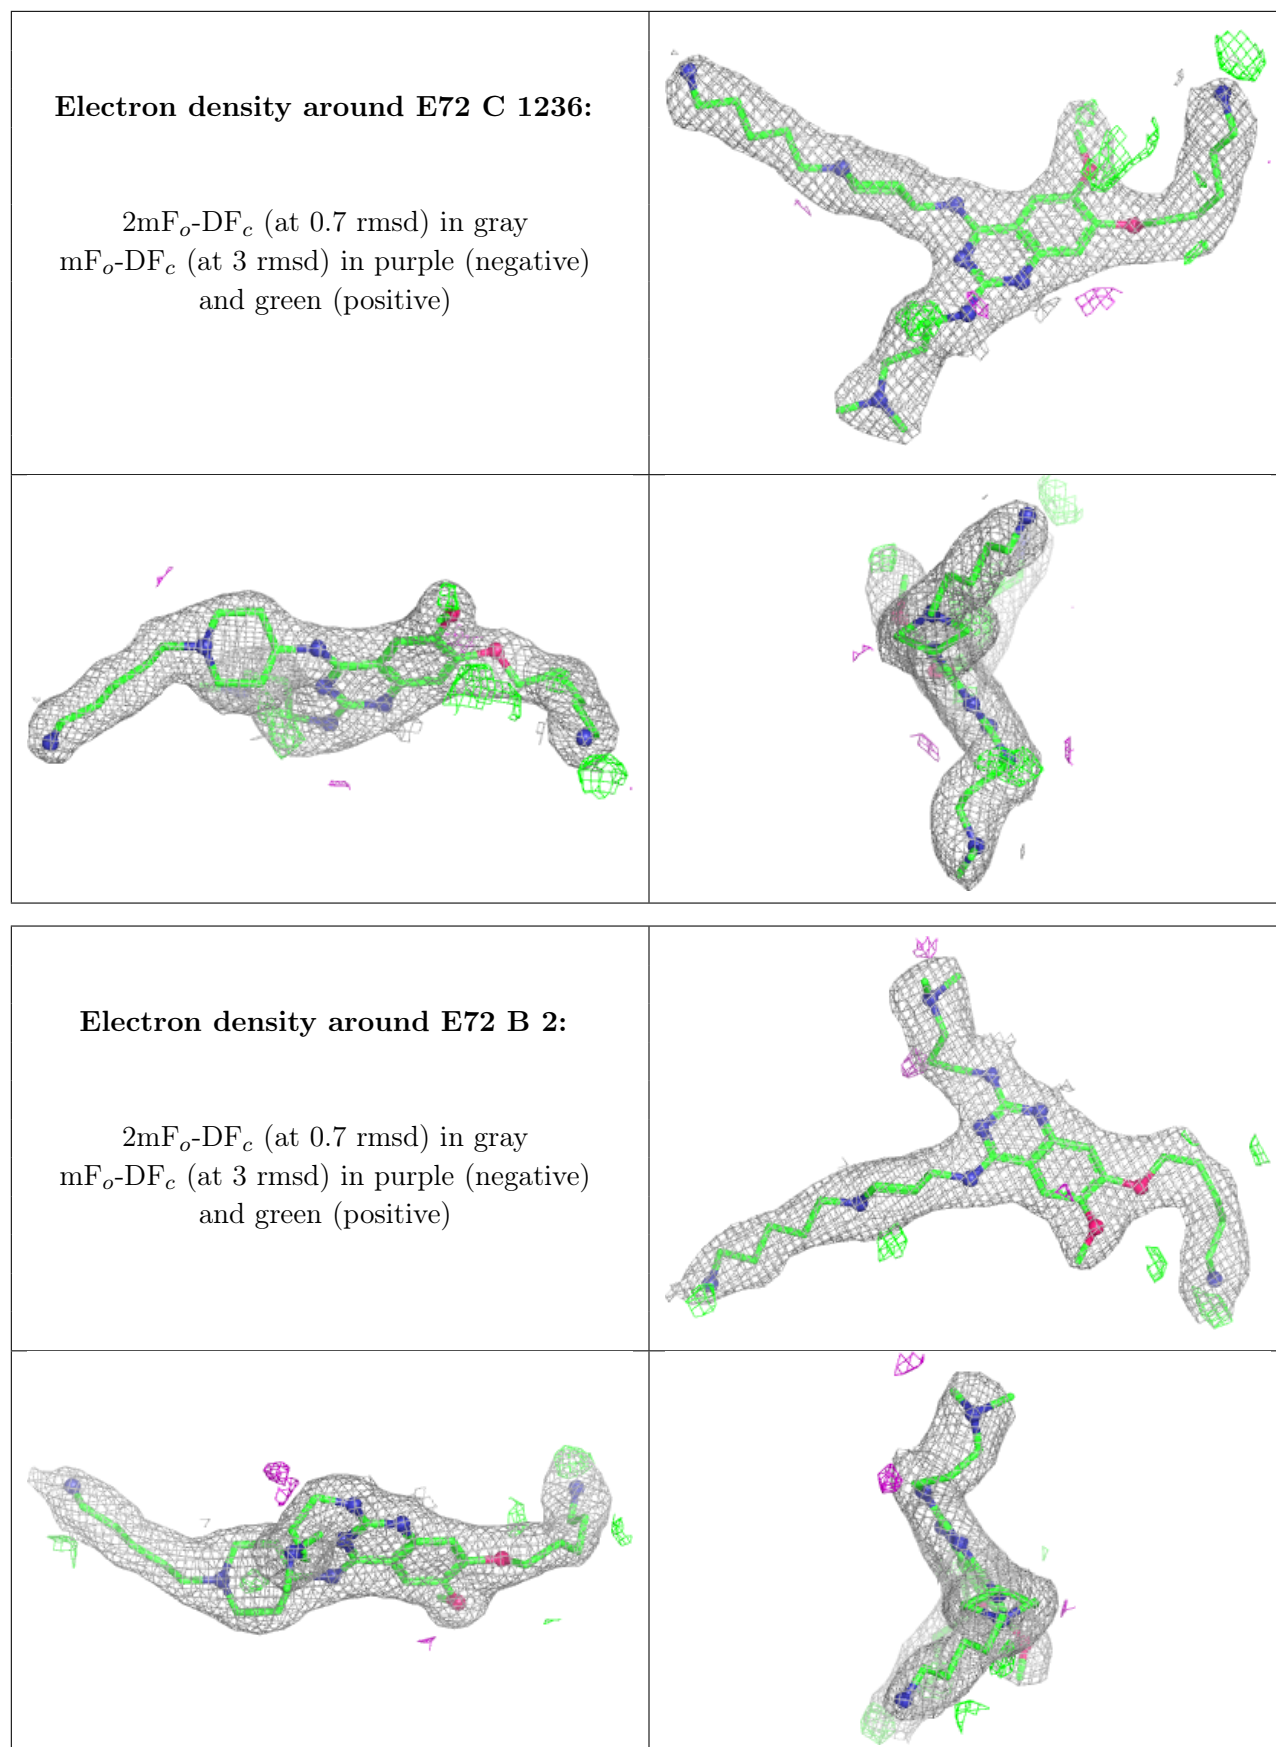 Electron density around E72 C 1236:
2mFo-DFc (at 0.7 rmsd) in gray
mFo-DFc (at 3 rmsd) in purple (negative)
and green (positive)
Electron density around E72 B 2:
2mFo-DFc (at 0.7 rmsd) in gray
mFo-DFc (at 3 rmsd) in purple (negative)
and green (positive)